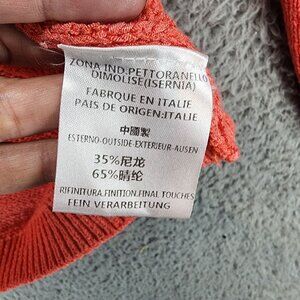 ZONA IND.PETTORANELLO
DIMOLISE(ISERNIA)
FABRIQUE EN ITALIE
PAIS DE ORIGEN:ITALIE
中國製
ESTERNO-OUTSIDE EXTERIEUR-AUSEN
35%尼龙
65%晴纶
RIFINITURA.FINITION.FINAL TOUCHES
FEIN VERARBEITUNG